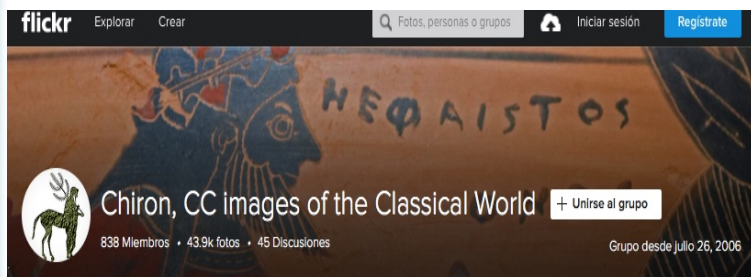 flickr Explorar Crear Fotos, personas o grupos Iniciar sesión Regístrate
ΗΕΦΑΙSΤΟS
Chiron, CC images of the Classical World + Unirse al grupo
838 Miembros • 43.9k fotos • 45 Discusiones
Grupo desde julio 26, 2006